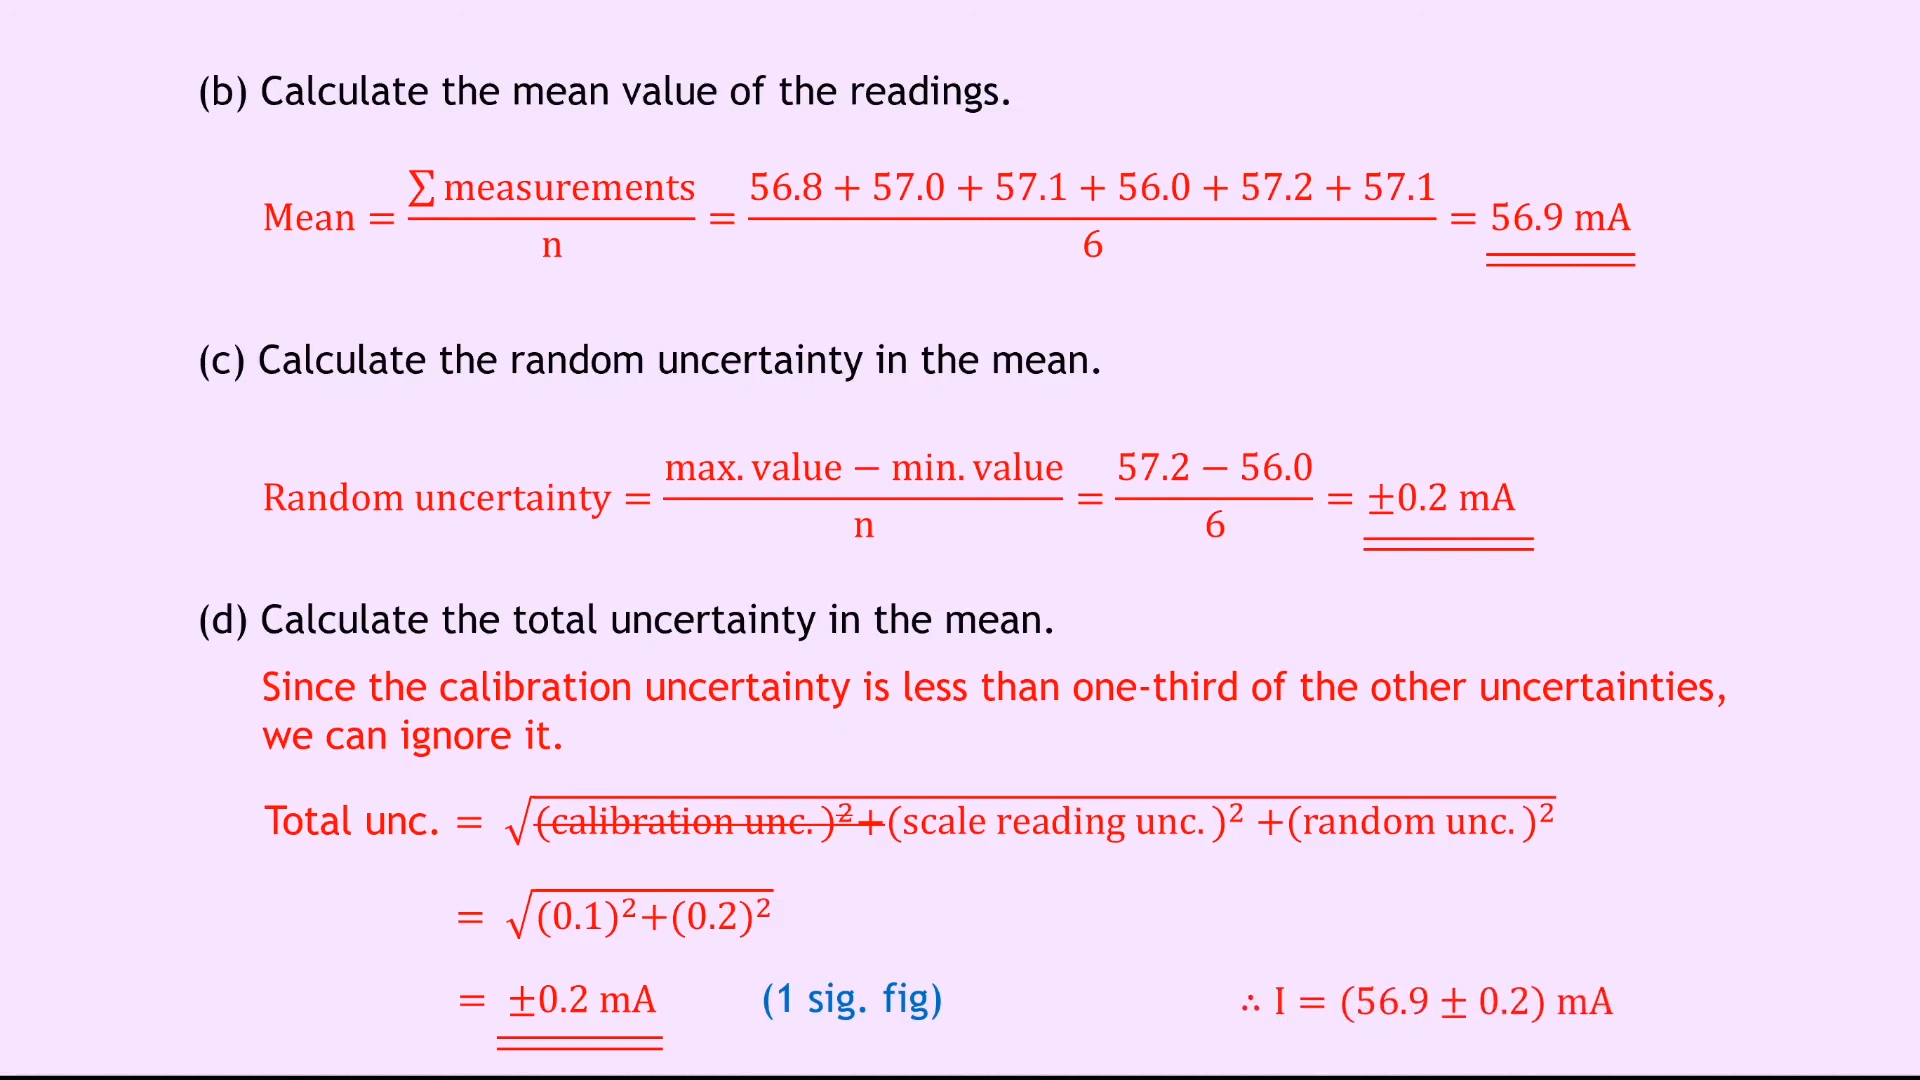 (b) Calculate the mean value of the readings.
Mean = ∑ measurements / n = 56.8 + 57.0 + 57.1 + 56.0 + 57.2 + 57.1 / 6 = 56.9 mA
(c) Calculate the random uncertainty in the mean.
Random uncertainty = max. value − min. value / n = 57.2 − 56.0 / 6 = ±0.2 mA
(d) Calculate the total uncertainty in the mean.
Since the calibration uncertainty is less than one-third of the other uncertainties,
we can ignore it.
Total unc. = √(calibration unc. )²+(scale reading unc. )² +(random unc. )²
= √(0.1)²+(0.2)²
= ±0.2 mA (1 sig. fig) ∴ I = (56.9 ± 0.2) mA